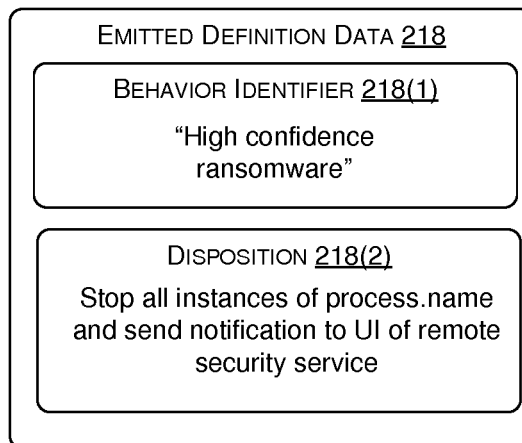 EMITTED DEFINITION DATA 218
BEHAVIOR IDENTIFIER 218(1)
“High confidence
ransomware”
DISPOSITION 218(2)
Stop all instances of process.name
and send notification to UI of remote
security service